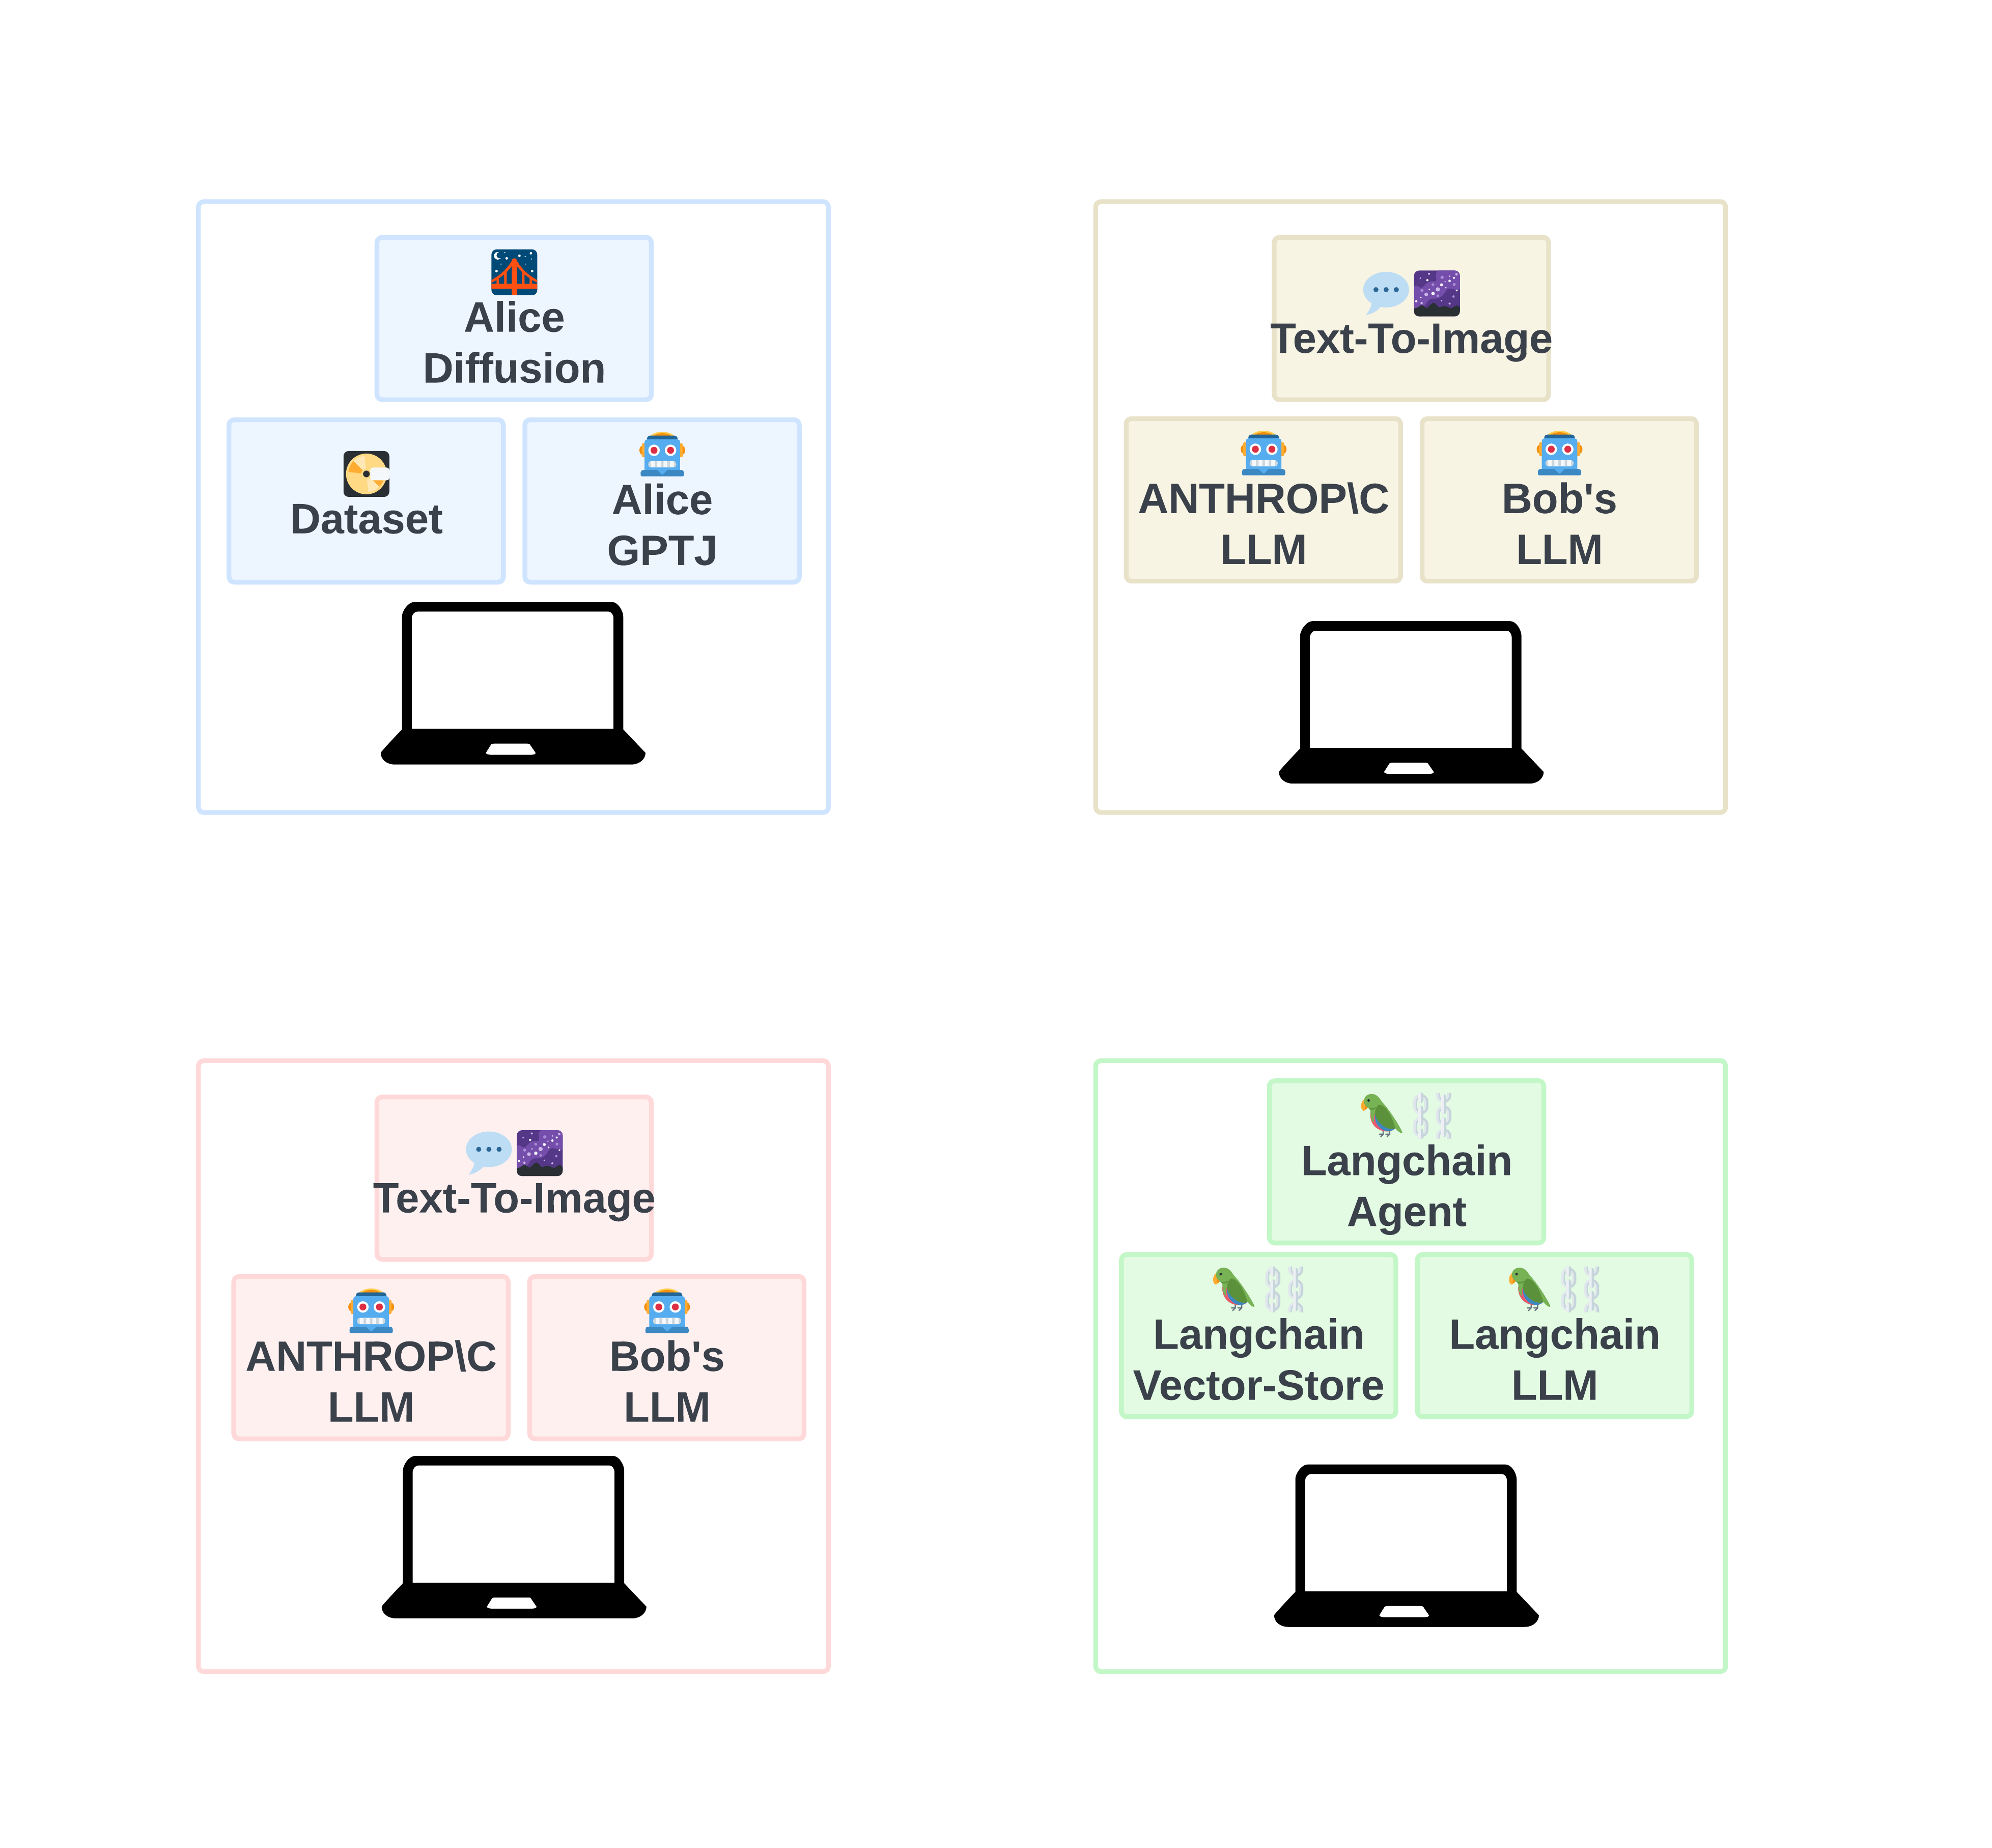 Alice
Diffusion
Dataset
Alice
GPTJ
Text-To-Image
ANTHROP\C
LLM
Bob's
LLM
Text-To-Image
ANTHROP\C
LLM
Bob's
LLM
Langchain
Agent
Langchain
Vector-Store
Langchain
LLM